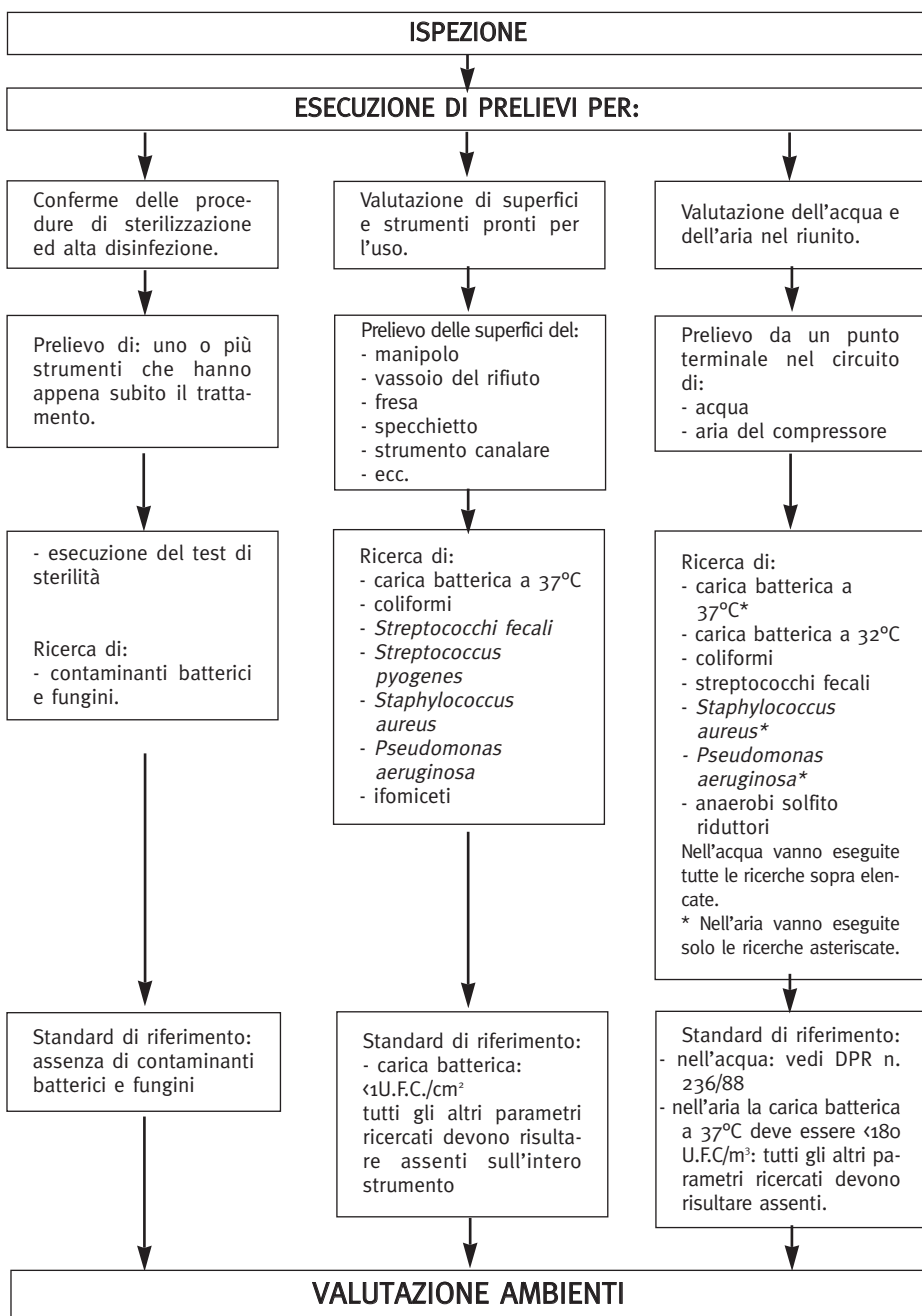 ISPEZIONE
ESECUZIONE DI PRELIEVI PER:
Conferme delle proce-
dure di sterilizzazione
ed alta disinfezione.
Prelievo di: uno o più
strumenti che hanno
appena subito il tratta-
mento.
- esecuzione del test di
sterilità
Ricerca di:
- contaminanti batterici
e fungini.
Standard di riferimento:
assenza di contaminanti
batterici e fungini
Valutazione di superfici
e strumenti pronti per
l'uso.
Prelievo delle superfici del:
- manipolo
- vassoio del rifiuto
- fresa
- specchietto
- strumento canalare
- ecc.
Ricerca di:
- carica batterica a 37°C
- coliformi
- Streptococchi fecali
- Streptococcus
pyogenes
- Staphylococcus
aureus
- Pseudomonas
aeruginosa
- ifomiceti
Standard di riferimento:
- carica batterica:
<1U.F.C./cm²
tutti gli altri parametri
ricercati devono risulta-
re assenti sull'intero
strumento
Valutazione dell'acqua e
dell'aria nel riunito.
Prelievo da un punto
terminale nel circuito
di:
- acqua
- aria del compressore
Ricerca di:
- carica batterica a
37°C*
- carica batterica a 32°C
- coliformi
- streptococchi fecali
- Staphylococcus
aureus*
- Pseudomonas
aeruginosa*
- anaerobi solfito
riduttori
Nell'acqua vanno eseguite
tutte le ricerche sopra elen-
cate.
* Nell'aria vanno eseguite
solo le ricerche asteriscate.
Standard di riferimento:
- nell'acqua: vedi DPR n.
236/88
- nell'aria la carica batterica
a 37°C deve essere <180
U.F.C/m³: tutti gli altri pa-
rametri ricercati devono
risultare assenti.
VALUTAZIONE AMBIENTI